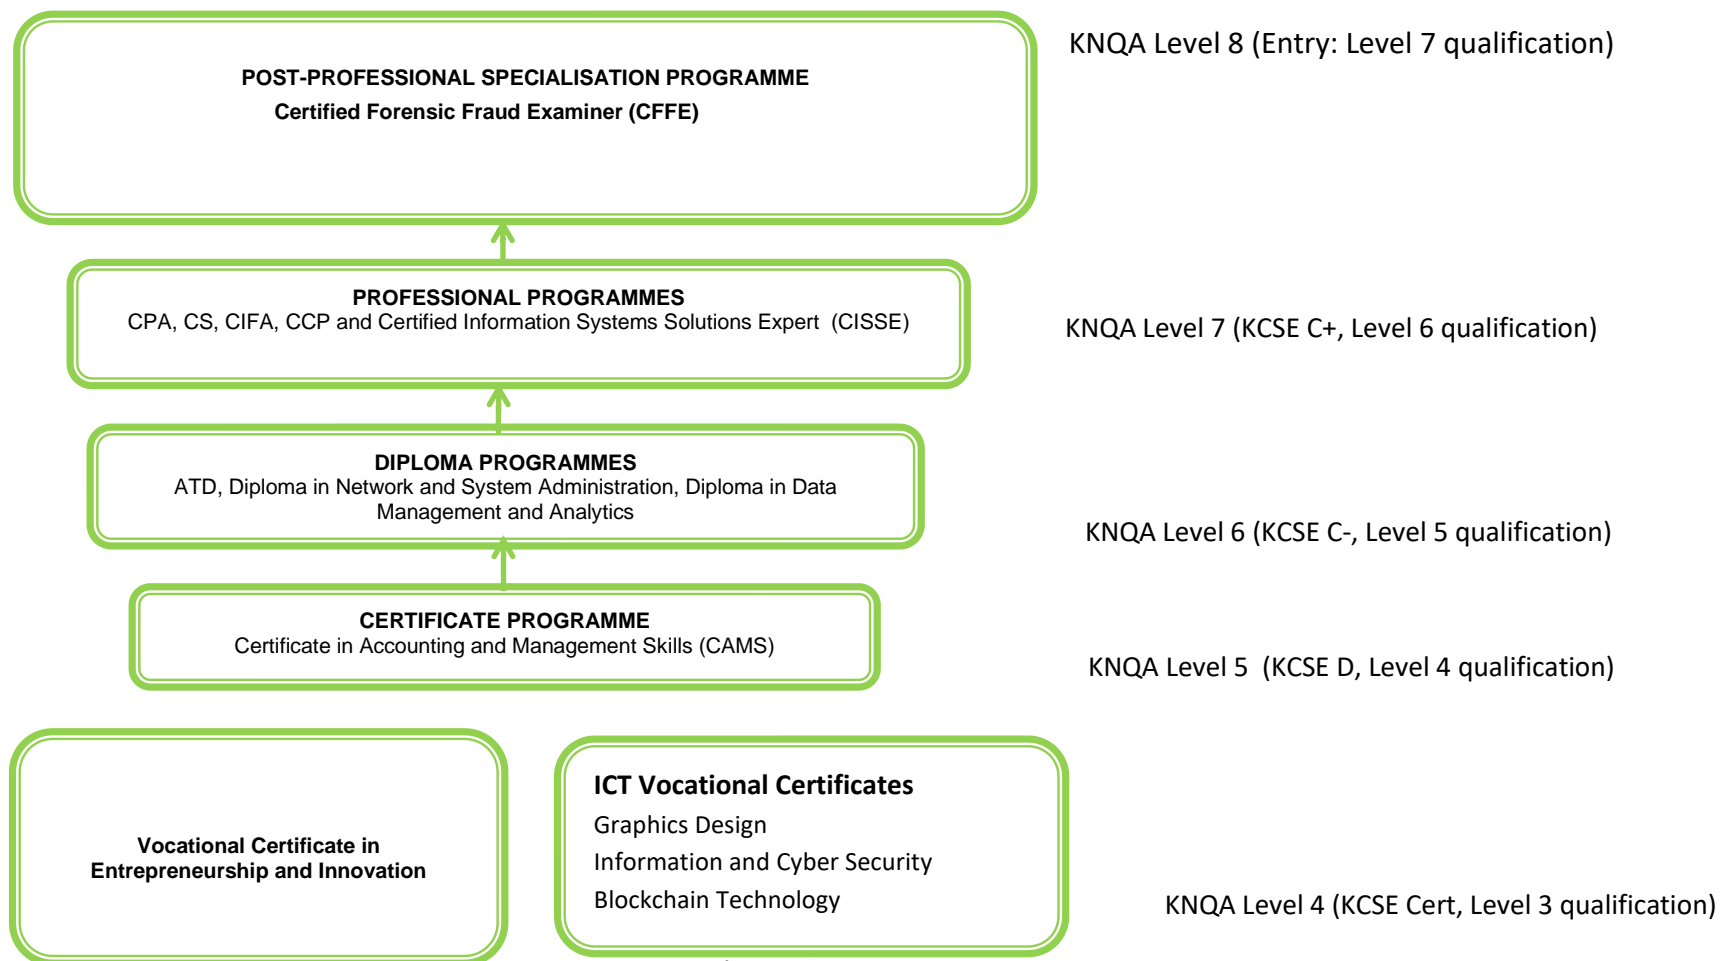 KNQA Level 8 (Entry: Level 7 qualification)
POST-PROFESSIONAL SPECIALISATION PROGRAMME
Certified Forensic Fraud Examiner (CFFE)
PROFESSIONAL PROGRAMMES
CPA, CS, CIFA, CCP and Certified Information Systems Solutions Expert (CISSE)
KNQA Level 7 (KCSE C+, Level 6 qualification)
DIPLOMA PROGRAMMES
ATD, Diploma in Network and System Administration, Diploma in Data
Management and Analytics
KNQA Level 6 (KCSE C-, Level 5 qualification)
CERTIFICATE PROGRAMME
Certificate in Accounting and Management Skills (CAMS)
KNQA Level 5 (KCSE D, Level 4 qualification)
Vocational Certificate in
Entrepreneurship and Innovation
ICT Vocational Certificates
Graphics Design
Information and Cyber Security
Blockchain Technology
KNQA Level 4 (KCSE Cert, Level 3 qualification)